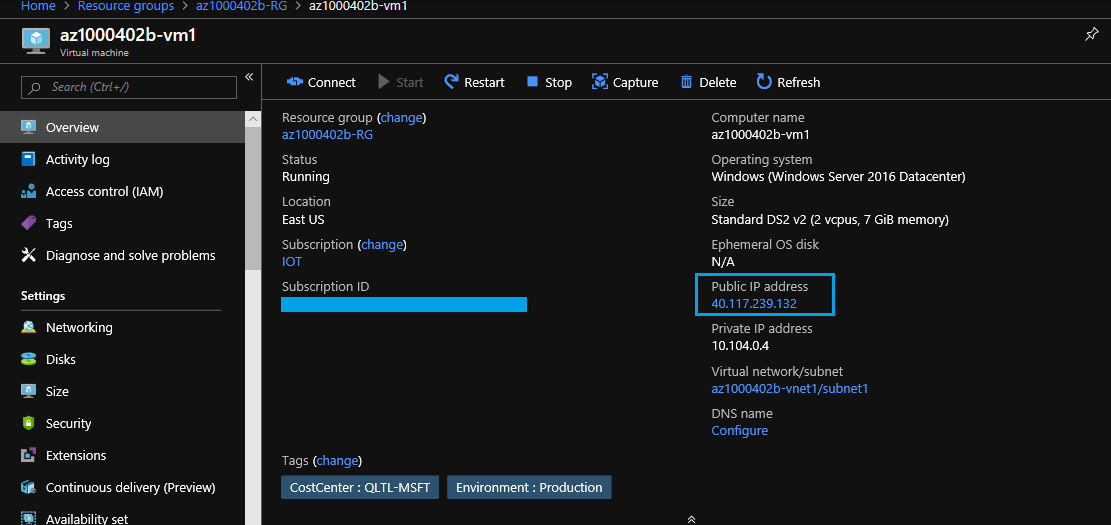 Home > Resource groups > az1000402b-RG > az1000402b-vm1
az1000402b-vm1
Virtual machine
Search (Ctrl+/)
«
Overview
Activity log
Access control (IAM)
Tags
Diagnose and solve problems
Settings
Networking
Disks
Size
Security
Extensions
Continuous delivery (Preview)
Availability set
Connect Start Restart Stop Capture Delete Refresh
Resource group (change)
az1000402b-RG
Status
Running
Location
East US
Subscription (change)
IOT
Subscription ID
Computer name
az1000402b-vm1
Operating system
Windows (Windows Server 2016 Datacenter)
Size
Standard DS2 v2 (2 vcpus, 7 GiB memory)
Ephemeral OS disk
N/A
Public IP address
40.117.239.132
Private IP address
10.104.0.4
Virtual network/subnet
az1000402b-vnet1/subnet1
DNS name
Configure
Tags (change)
CostCenter : QLTL-MSFT
Environment : Production